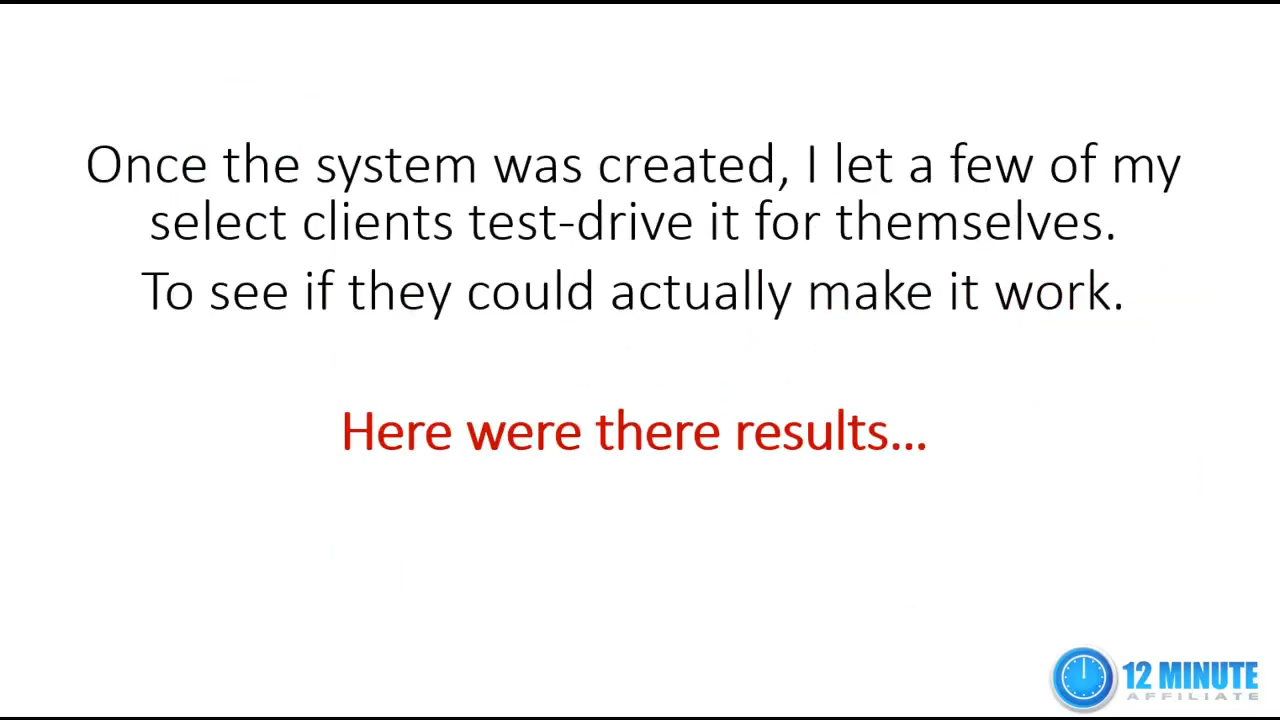 Once the system was created, I let a few of my
select clients test-drive it for themselves.
To see if they could actually make it work.
Here were there results...
12 MINUTE
AFFILIATE